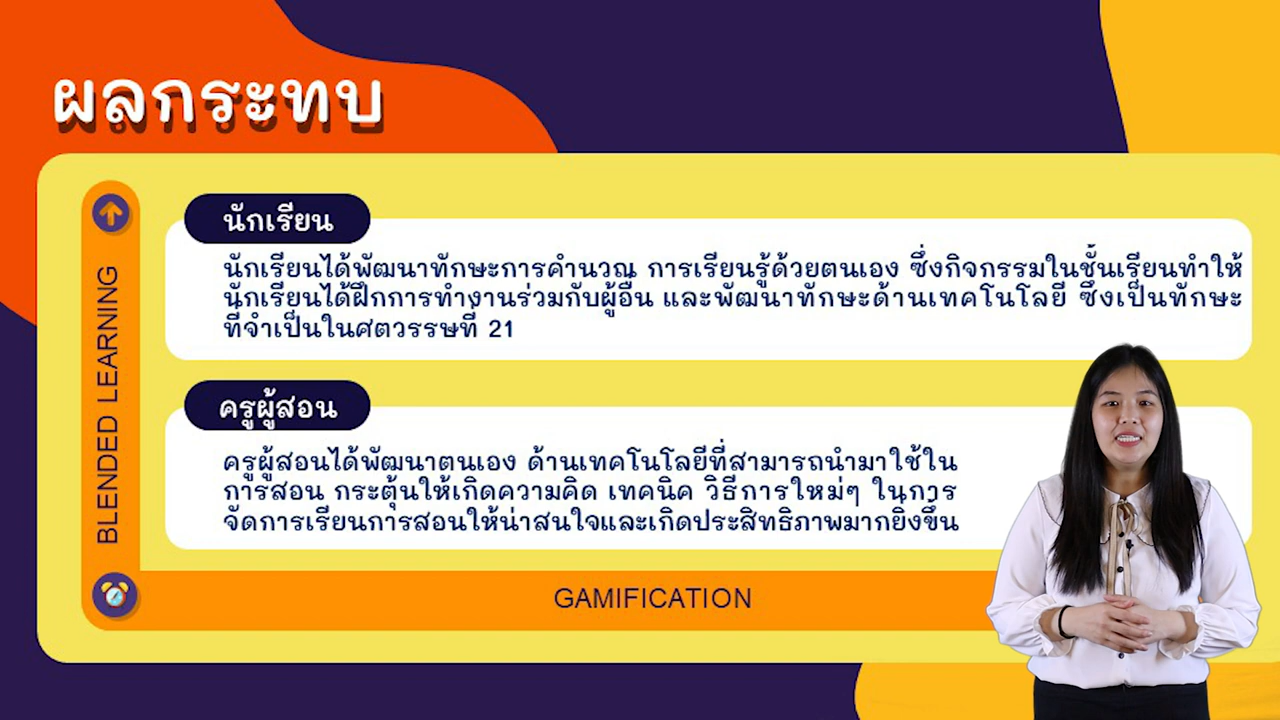 ผลกระทบ
นักเรียน
นักเรียนได้พัฒนาทักษะการคำนวณ การเรียนรู้ด้วยตนเอง ซึ่งกิจกรรมในชั้นเรียนทำให้
นักเรียนได้ฝึกการทำงานร่วมกับผู้อื่น และพัฒนาทักษะด้านเทคโนโลยี ซึ่งเป็นทักษะ
ที่จำเป็นในศตวรรษที่ 21
ครูผู้สอน
ครูผู้สอนได้พัฒนาตนเอง ด้านเทคโนโลยีที่สามารถนำมาใช้ใน
การสอน กระตุ้นให้เกิดความคิด เทคนิค วิธีการใหม่ๆ ในการ
จัดการเรียนการสอนให้น่าสนใจและเกิดประสิทธิภาพมากยิ่งขึ้น
BLENDED LEARNING
GAMIFICATION